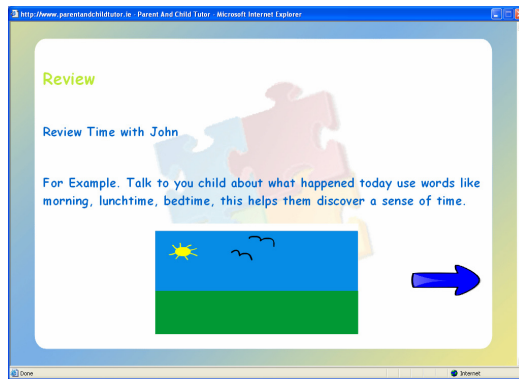 http://www.parentandchildtutor.ie - Parent And Child Tutor - Microsoft Internet Explorer
Review
Review Time with John
For Example. Talk to you child about what happened today use words like
morning, lunchtime, bedtime, this helps them discover a sense of time.
Done
Internet